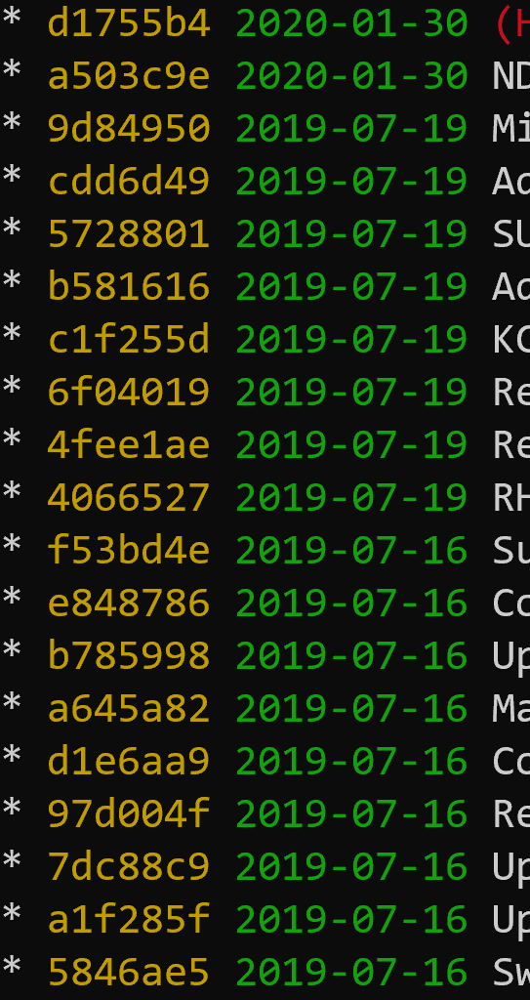 * d1755b4 2020-01-30 (H
* a503c9e 2020-01-30 ND
* 9d84950 2019-07-19 Mi
* cdd6d49 2019-07-19 Ad
* 5728801 2019-07-19 SU
* b581616 2019-07-19 Ad
* c1f255d 2019-07-19 KC
* 6f04019 2019-07-19 Re
* 4fee1ae 2019-07-19 Re
* 4066527 2019-07-19 RH
* f53bd4e 2019-07-16 Su
* e848786 2019-07-16 Co
* b785998 2019-07-16 Up
* a645a82 2019-07-16 Ma
* d1e6aa9 2019-07-16 Co
* 97d004f 2019-07-16 Re
* 7dc88c9 2019-07-16 Up
* a1f285f 2019-07-16 Up
* 5846ae5 2019-07-16 Sw